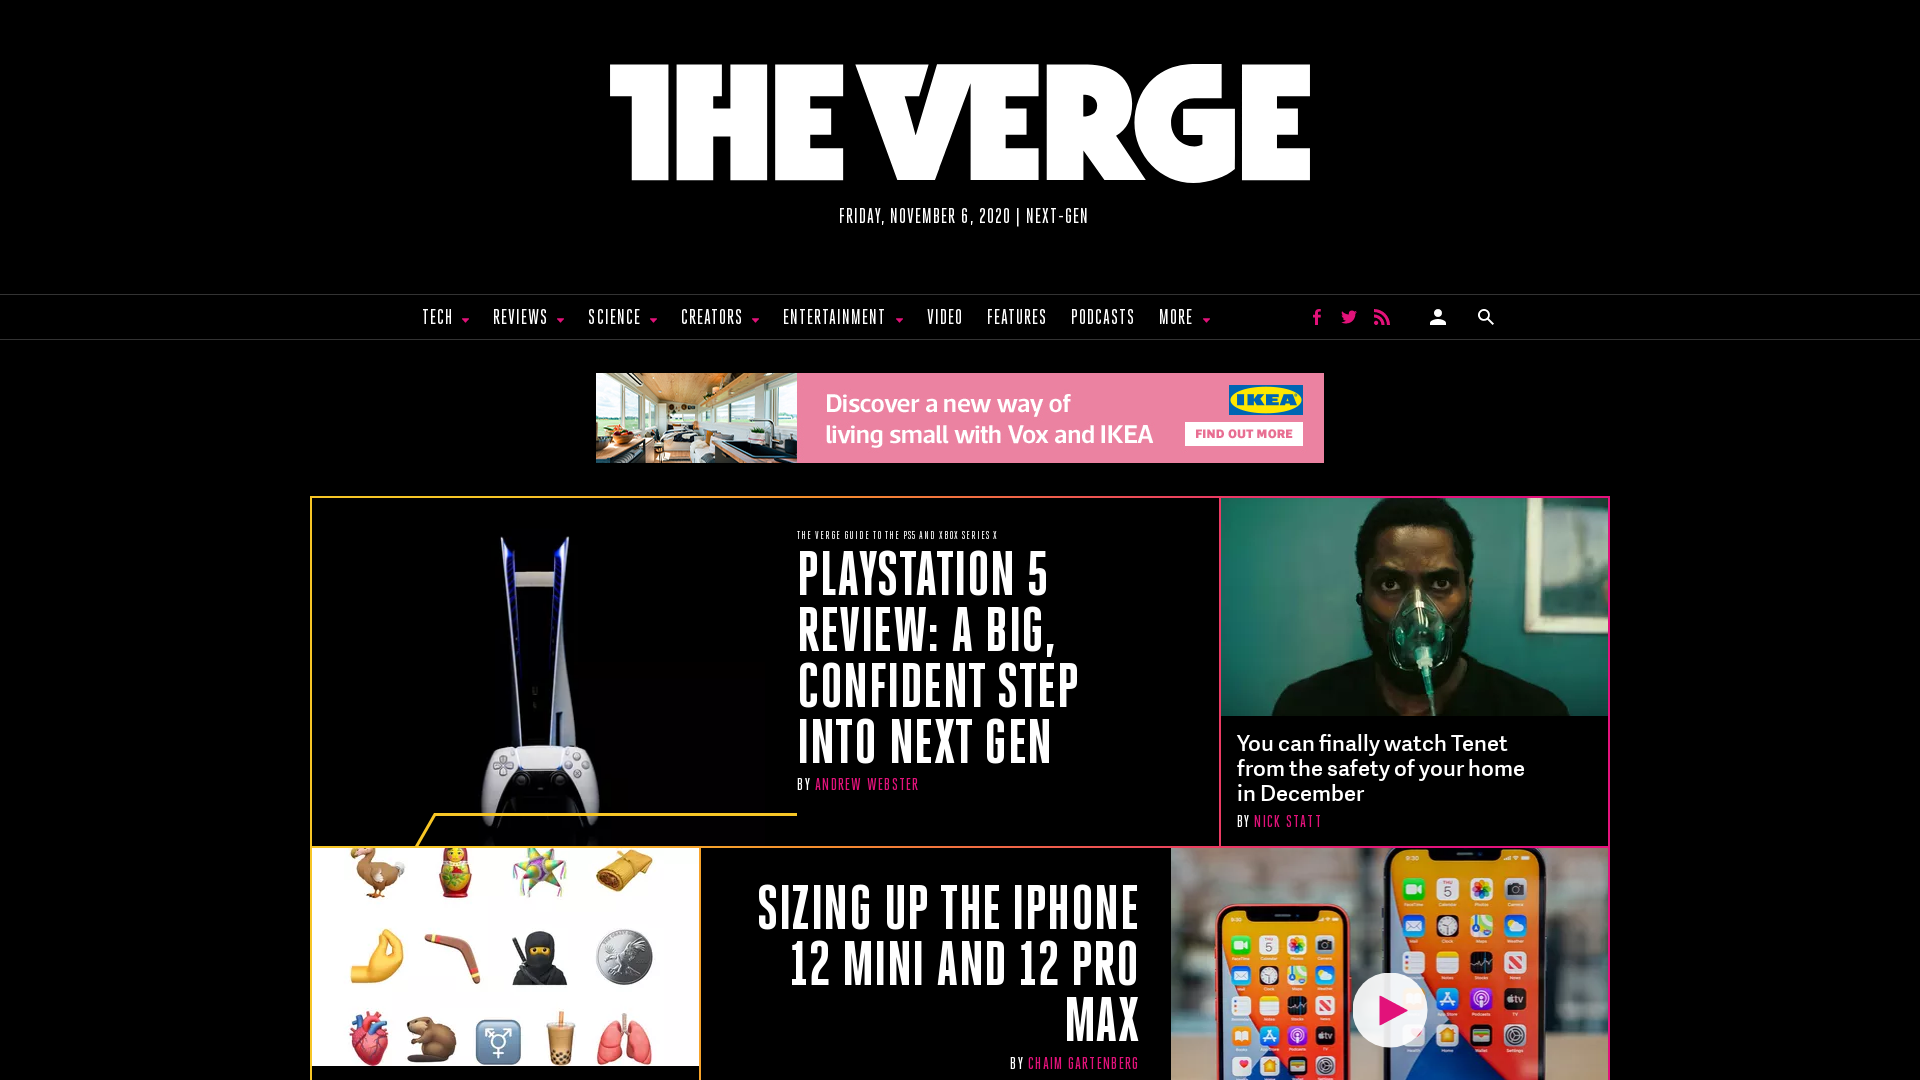 THE VERGE
FRIDAY, NOVEMBER 6, 2020 | NEXT-GEN
TECH REVIEWS SCIENCE CREATORS ENTERTAINMENT VIDEO FEATURES PODCASTS MORE
Discover a new way of
living small with Vox and IKEA
IKEA
FIND OUT MORE
THE VERGE GUIDE TO THE PS5 AND XBOX SERIES X
PLAYSTATION 5
REVIEW: A BIG,
CONFIDENT STEP
INTO NEXT GEN
BY ANDREW WEBSTER
You can finally watch Tenet
from the safety of your home
in December
BY NICK STATT
SIZING UP THE IPHONE
12 MINI AND 12 PRO
MAX
BY CHAIM GARTENBERG